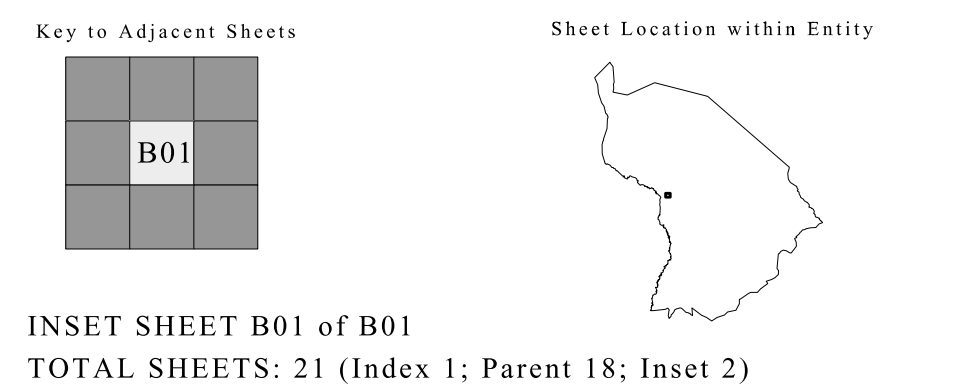 Key to Adjacent Sheets
Sheet Location within Entity
B01
INSET SHEET B01 of B01
TOTAL SHEETS: 21 (Index 1; Parent 18; Inset 2)